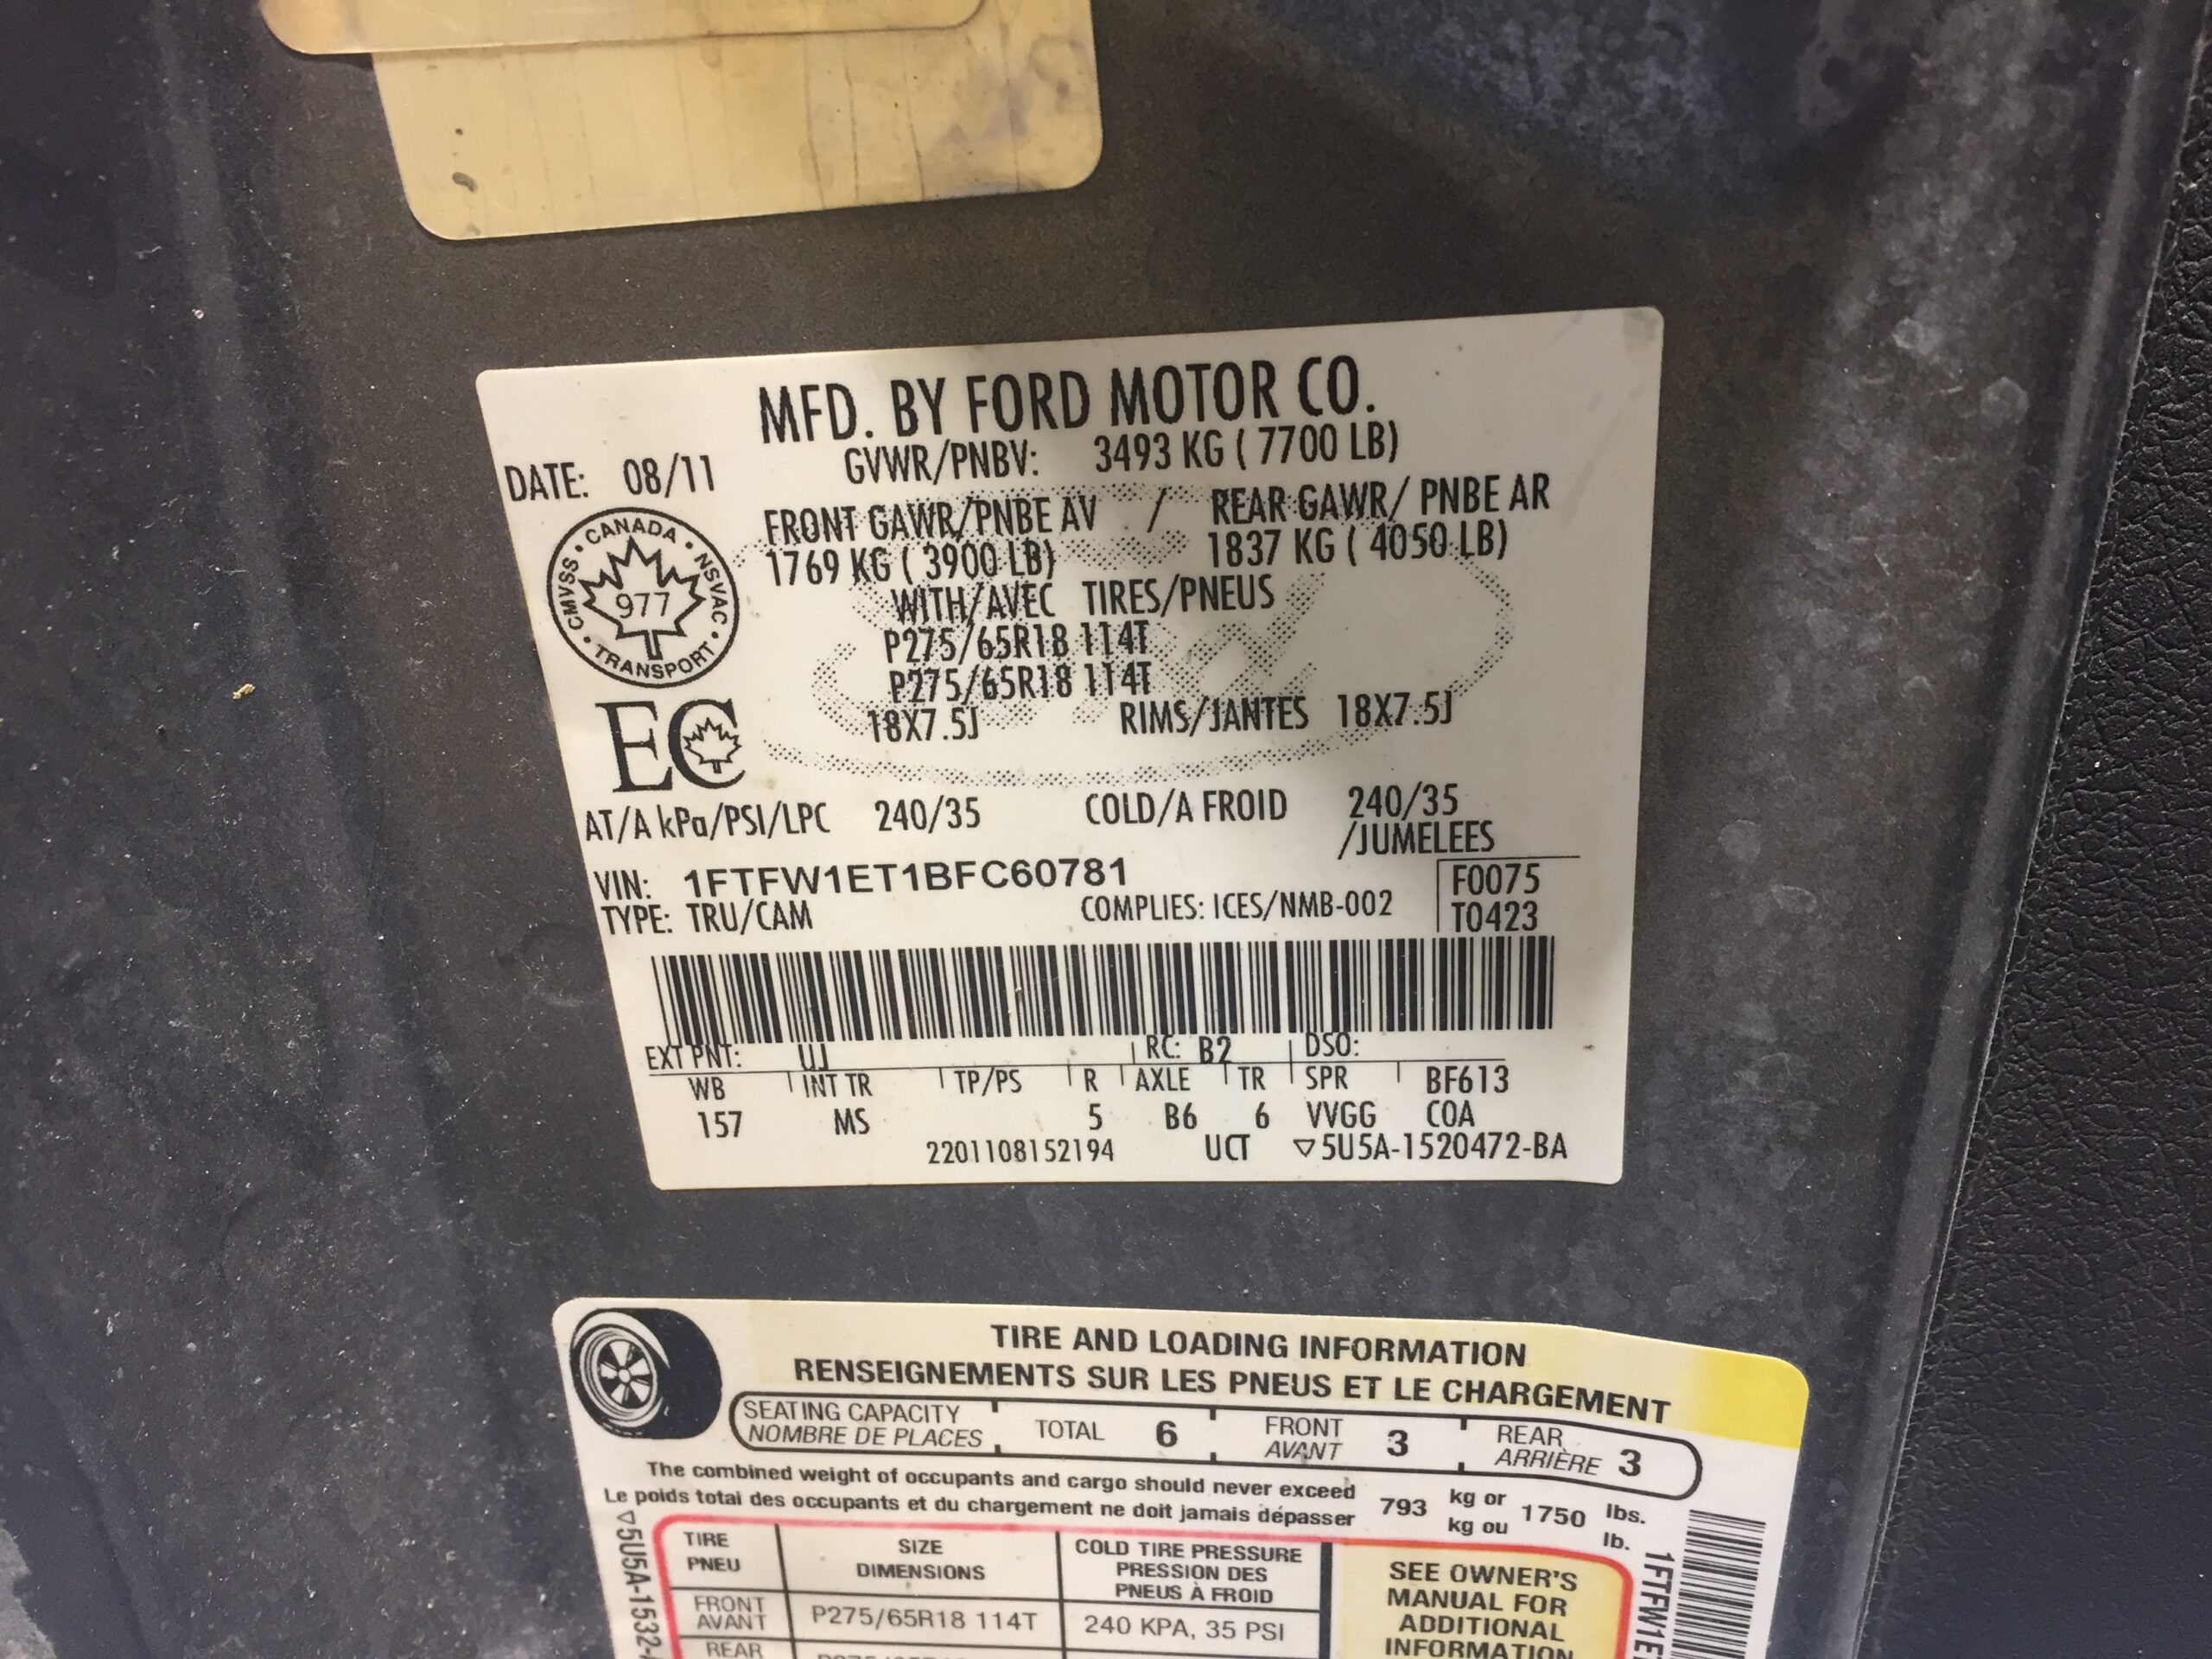 MFD. BY FORD MOTOR CO.
DATE: 08/11 GVWR/PNBV: 3493 KG ( 7700 LB)
FRONT GAWR/PNBE AV / REAR GAWR/ PNBE AR
1769 KG ( 3900 LB) 1837 KG ( 4050 LB)
WITH/AVEC TIRES/PNEUS
P275/65R18 114T
P275/65R18 114T
18X7.5J RIMS/JANTES 18X7.5J
CANADA • NSVAC • TRANSPORT • CMVSS •
977
EC
AT/A kPa/PSI/LPC 240/35 COLD/A FROID 240/35
/JUMELEES
VIN: 1FTFW1ET1BFC60781 F0075
TYPE: TRU/CAM COMPLIES: ICES/NMB-002 T0423
EXT PNT: UJ RC: B2 DSO:
WB INT TR TP/PS R AXLE TR SPR BF613
157 MS 5 B6 6 VVGG COA
2201108152194 UCT ▽5U5A-1520472-BA
TIRE AND LOADING INFORMATION
RENSEIGNEMENTS SUR LES PNEUS ET LE CHARGEMENT
SEATING CAPACITY TOTAL 6 FRONT 3 REAR 3
NOMBRE DE PLACES AVANT ARRIÈRE
The combined weight of occupants and cargo should never exceed 793 kg or 1750 lbs.
Le poids total des occupants et du chargement ne doit jamais dépasser kg ou lb.
TIRE SIZE COLD TIRE PRESSURE
PNEU DIMENSIONS PRESSION DES
PNEUS À FROID
FRONT P275/65R18 114T 240 KPA, 35 PSI
AVANT
REAR
SEE OWNER'S
MANUAL FOR
ADDITIONAL
INFORMATION
▽5U5A-1532-
1FTFW1E